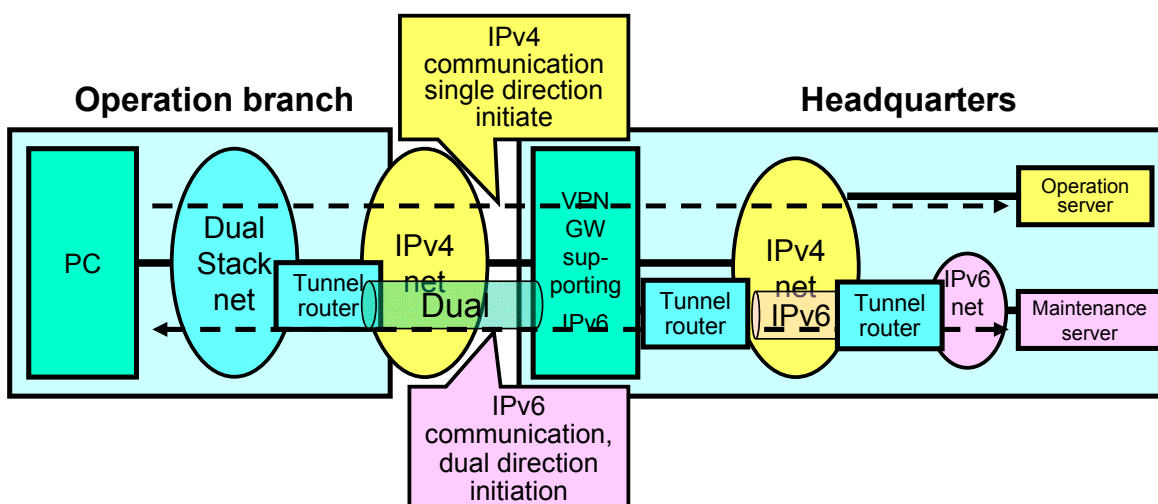 IPv4
communication
single direction
initiate
Operation branch
Headquarters
PC
Dual
Stack
net
Tunnel
router
IPv4 net
Dual
VPN
GW
sup-
porting
IPv6
Tunnel
router
IPv4
net
IPv6
Tunnel
router
IPv6
net
Operation
server
Maintenance
server
IPv6
communication,
dual direction
initiation